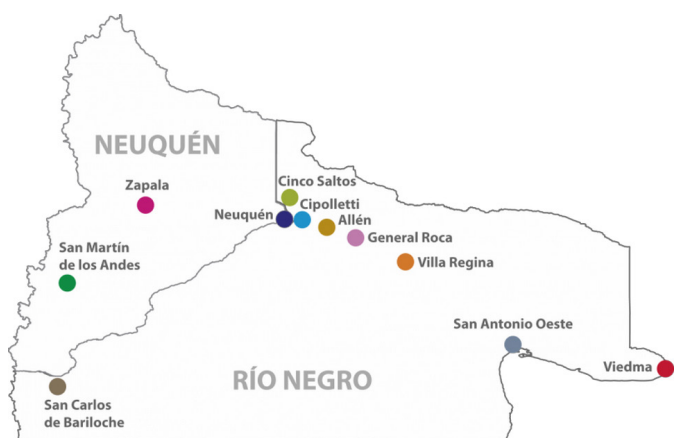 NEUQUÉN
Zapala
Cinco Saltos
Neuquén
Cipolletti
Allén
General Roca
San Martín
de los Andes
Villa Regina
San Antonio Oeste
Viedma
RÍO NEGRO
San Carlos
de Bariloche